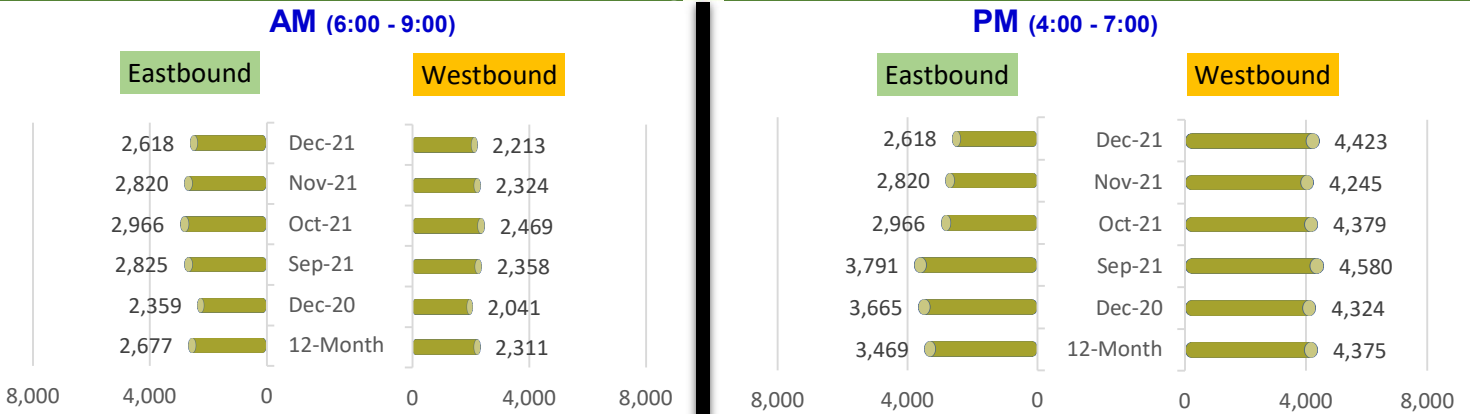 AM (6:00 - 9:00)
Eastbound Westbound
2,618 Dec-21 2,213
2,820 Nov-21 2,324
2,966 Oct-21 2,469
2,825 Sep-21 2,358
2,359 Dec-20 2,041
2,677 12-Month 2,311
8,000 4,000 0 0 4,000 8,000
PM (4:00 - 7:00)
Eastbound Westbound
2,618 Dec-21 4,423
2,820 Nov-21 4,245
2,966 Oct-21 4,379
3,791 Sep-21 4,580
3,665 Dec-20 4,324
3,469 12-Month 4,375
8,000 4,000 0 0 4,000 8,000